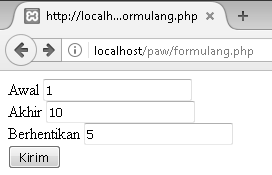 http://localh...ormulang.php
localhost/paw/formulang.php
Awal 1
Akhir 10
Berhentikan 5
Kirim